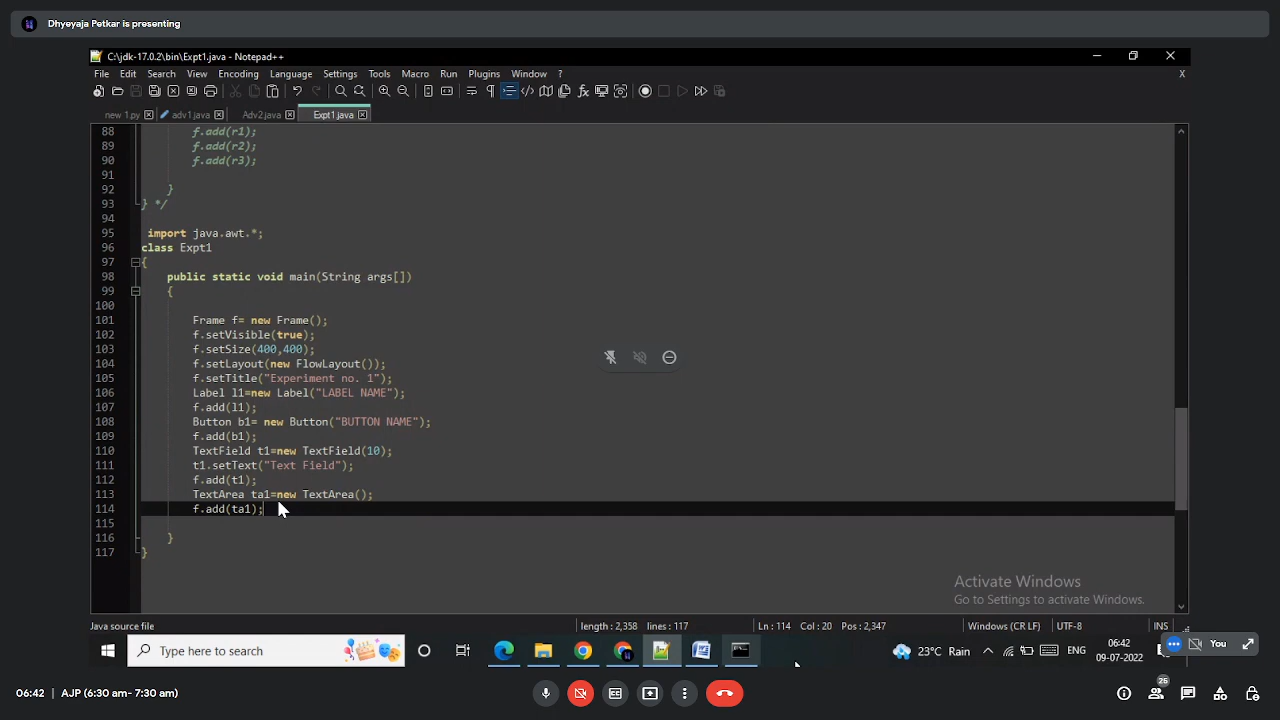 Dhyeyaja Petkar is presenting
C:\jdk-17.0.2\bin\Expt1.java - Notepad++
File Edit Search View Encoding Language Settings Tools Macro Run Plugins Window ? X
new 1.py adv1.java Adv2.java Expt1.java
88 f.add(r1);
89 f.add(r2);
90 f.add(r3);
91
92 }
93 } */
94
95 import java.awt.*;
96 class Expt1
97 {
98 public static void main(String args[])
99 {
100
101 Frame f= new Frame();
102 f.setVisible(true);
103 f.setSize(400,400);
104 f.setLayout(new FlowLayout());
105 f.setTitle("Experiment no. 1");
106 Label l1=new Label("LABEL NAME");
107 f.add(l1);
108 Button b1= new Button("BUTTON NAME");
109 f.add(b1);
110 TextField t1=new TextField(10);
111 t1.setText("Text Field");
112 f.add(t1);
113 TextArea ta1=new TextArea();
114 f.add(ta1);
115
116 }
117 }
Activate Windows
Go to Settings to activate Windows.
Java source file length : 2,358 lines : 117 Ln : 114 Col : 20 Pos : 2,347 Windows (CR LF) UTF-8 INS
Type here to search 23°C Rain ENG 06:42
09-07-2022
You
06:42 AJP (6:30 am- 7:30 am) 26